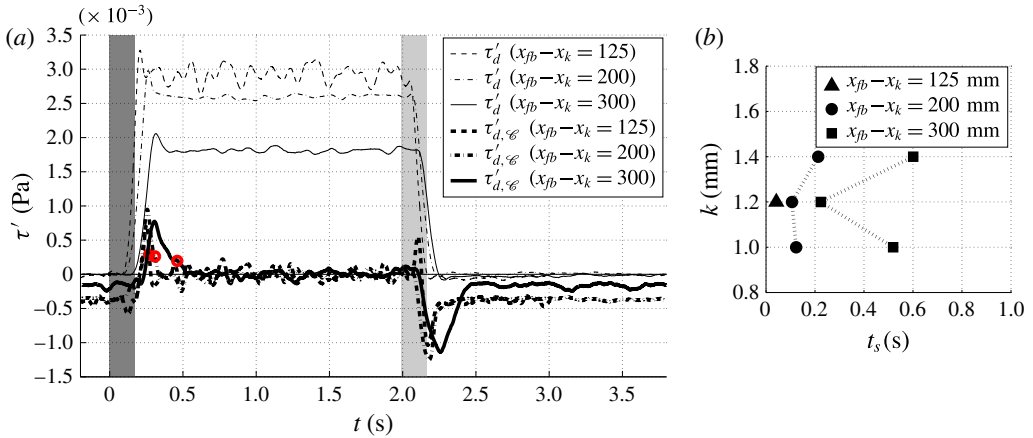 (× 10⁻³)
(a)
3.5
3.0
2.5
2.0
1.5
1.0
0.5
0
−0.5
−1.0
−1.5
τ′ (Pa)
0 0.5 1.0 1.5 2.0 2.5 3.0 3.5
t (s)
τ′d (xfb−xk = 125)
τ′d (xfb−xk = 200)
τ′d (xfb−xk = 300)
τ′d,𝒞 (xfb−xk = 125)
τ′d,𝒞 (xfb−xk = 200)
τ′d,𝒞 (xfb−xk = 300)
(b)
1.8
1.6
1.4
1.2
1.0
0.8
k (mm)
0 0.2 0.4 0.6 0.8 1.0
ts (s)
xfb−xk = 125 mm
xfb−xk = 200 mm
xfb−xk = 300 mm